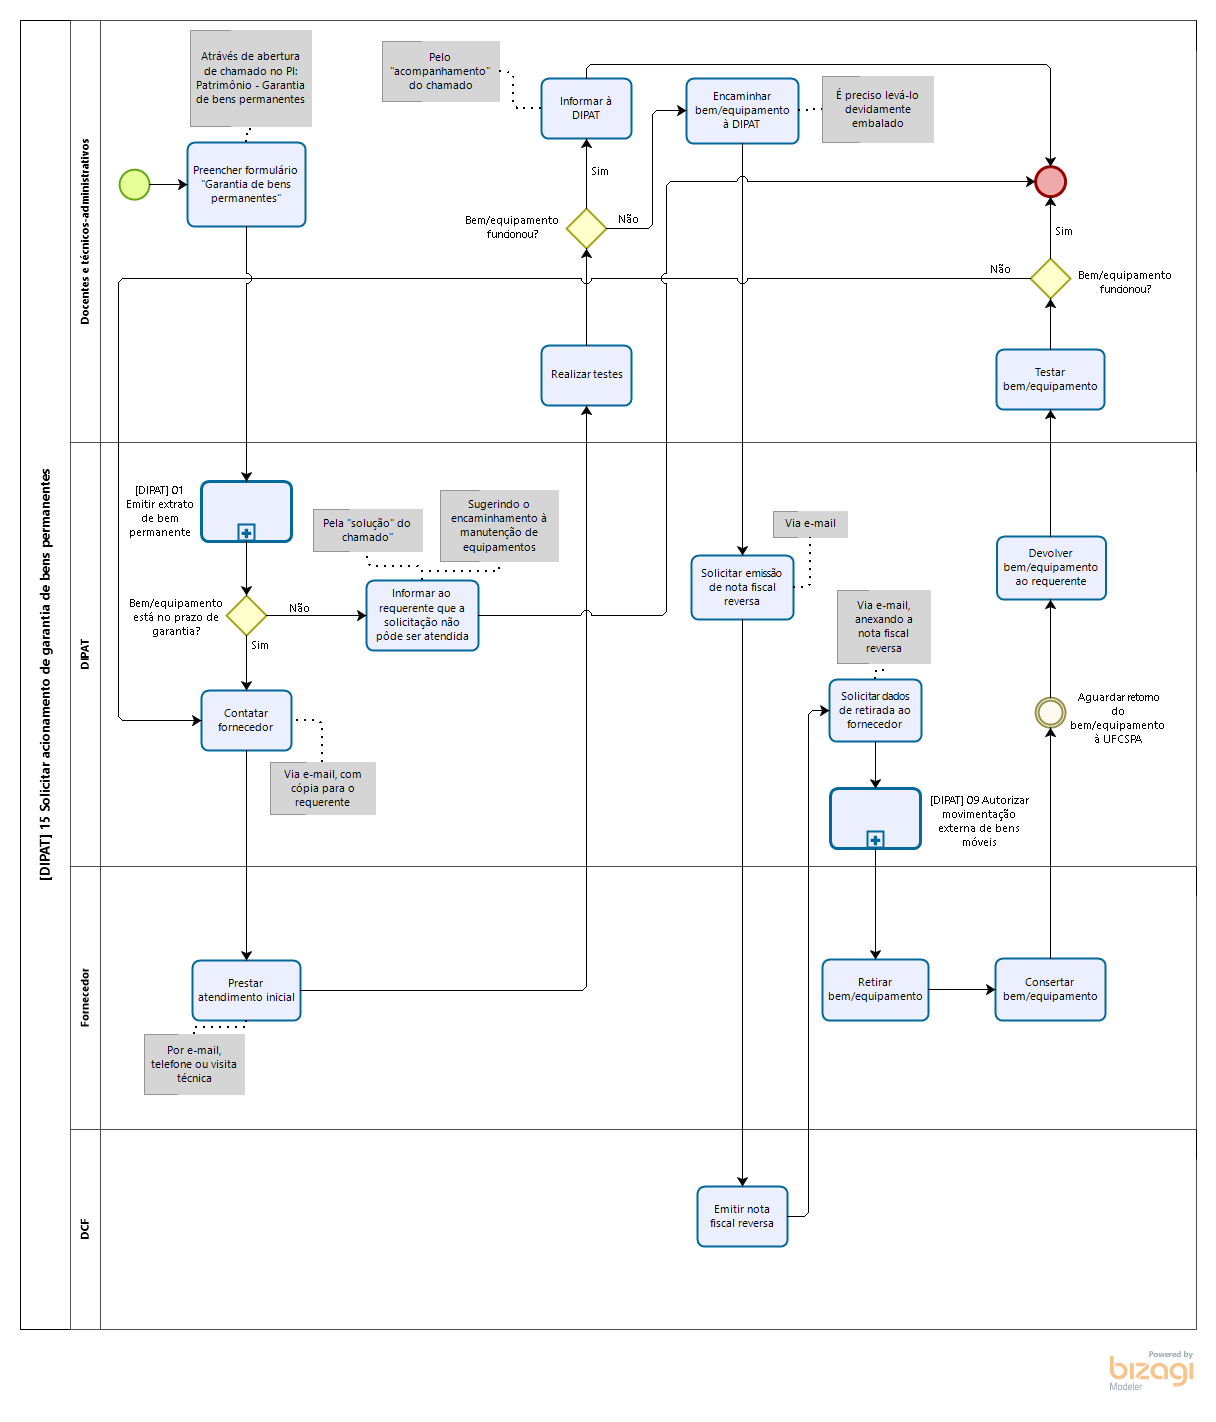 [DIPAT] 15 Solicitar acionamento de garantia de bens permanentes
Docentes e técnicos-administrativos
Atrávés de abertura
de chamado no PI:
Patrimônio - Garantia
de bens permanentes
Preencher formulário
"Garantia de bens
permanentes"
Pelo
"acompanhamento"
do chamado
Informar à
DIPAT
Encaminhar
bem/equipamento
à DIPAT
É preciso levá-lo
devidamente
embalado
Sim
Bem/equipamento
funcionou?
Não
Sim
Não
Bem/equipamento
funcionou?
Realizar testes
Testar
bem/equipamento
DIPAT
[DIPAT] 01
Emitir extrato
de bem
permanente
Pela "solução" do
chamado"
Sugerindo o
encaminhamento à
manutenção de
equipamentos
Bem/equipamento
está no prazo de
garantia?
Não
Sim
Informar ao
requerente que a
solicitação não
pôde ser atendida
Contatar
fornecedor
Via e-mail, com
cópia para o
requerente
Via e-mail
Solicitar emissão
de nota fiscal
reversa
Via e-mail,
anexando a
nota fiscal
reversa
Solicitar dados
de retirada ao
fornecedor
[DIPAT] 09 Autorizar
movimentação
externa de bens
móveis
Devolver
bem/equipamento
ao requerente
Aguardar retorno
do
bem/equipamento
à UFCSPA
Fornecedor
Prestar
atendimento inicial
Por e-mail,
telefone ou visita
técnica
Retirar
bem/equipamento
Consertar
bem/equipamento
DCF
Emitir nota
fiscal reversa
Powered by
bizagi
Modeler